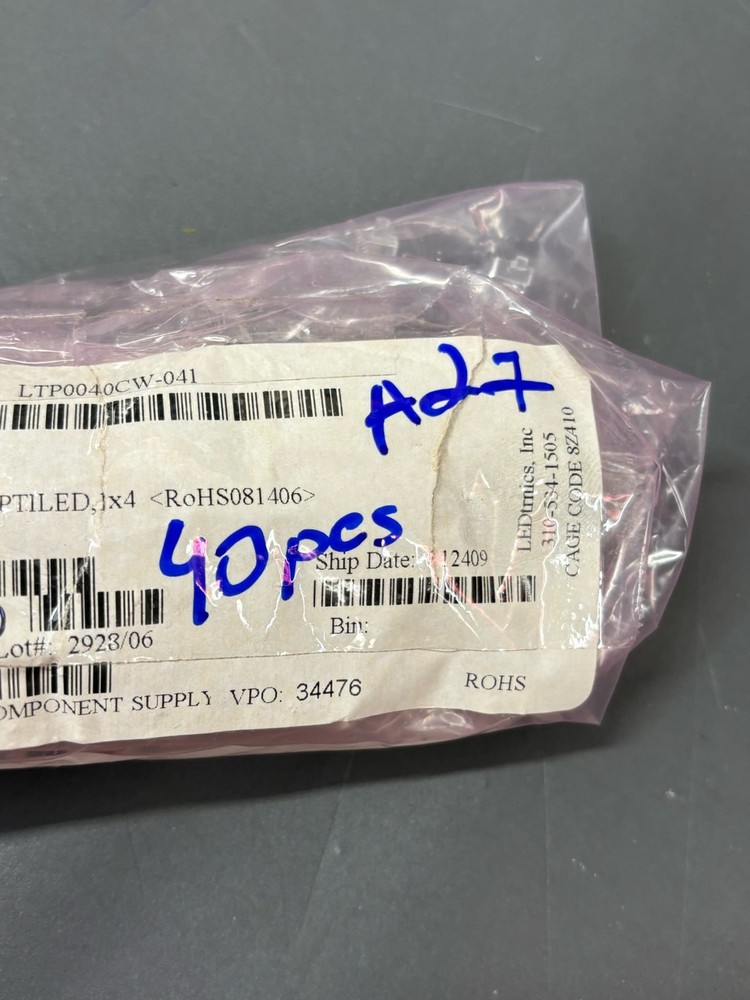 LTP0040CW-041
A27
PTILED,1x4 <RoHS081406>
40pcs
Ship Date: 12409
Bin:
Lot#: 2928/06
OMPONENT SUPPLY VPO: 34476
ROHS
LEDtronics, Inc
310-534-1505
CAGE CODE 8Z410